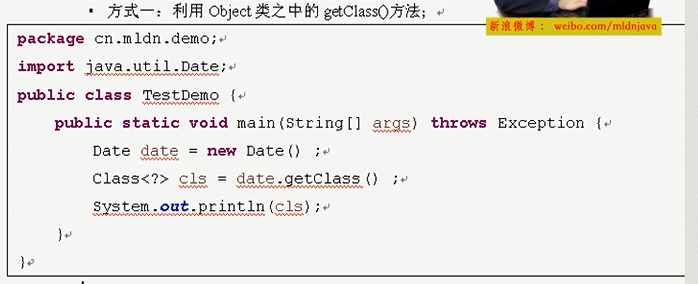 ▪ 方式一：利用 Object 类之中的 getClass()方法；
新浪微博： weibo.com/mldnjava
package cn.mldn.demo;
import java.util.Date;
public class TestDemo {
    public static void main(String[] args) throws Exception {
        Date date = new Date() ;
        Class<?> cls = date.getClass() ;
        System.out.println(cls);
    }
}